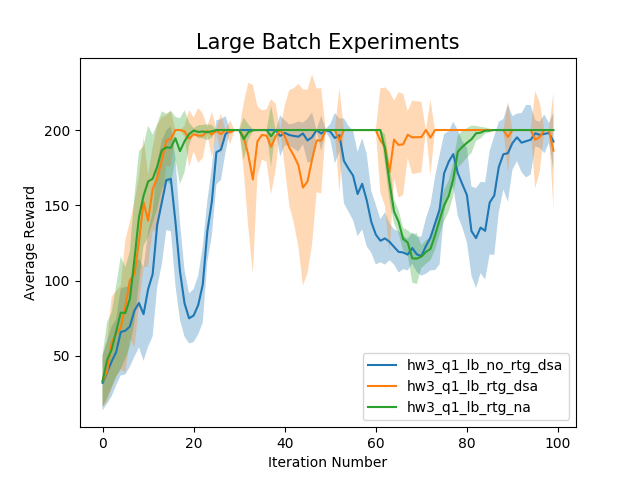 Large Batch Experiments
Average Reward
200
150
100
50
0
20
40
60
80
100
Iteration Number
hw3_q1_lb_no_rtg_dsa
hw3_q1_lb_rtg_dsa
hw3_q1_lb_rtg_na